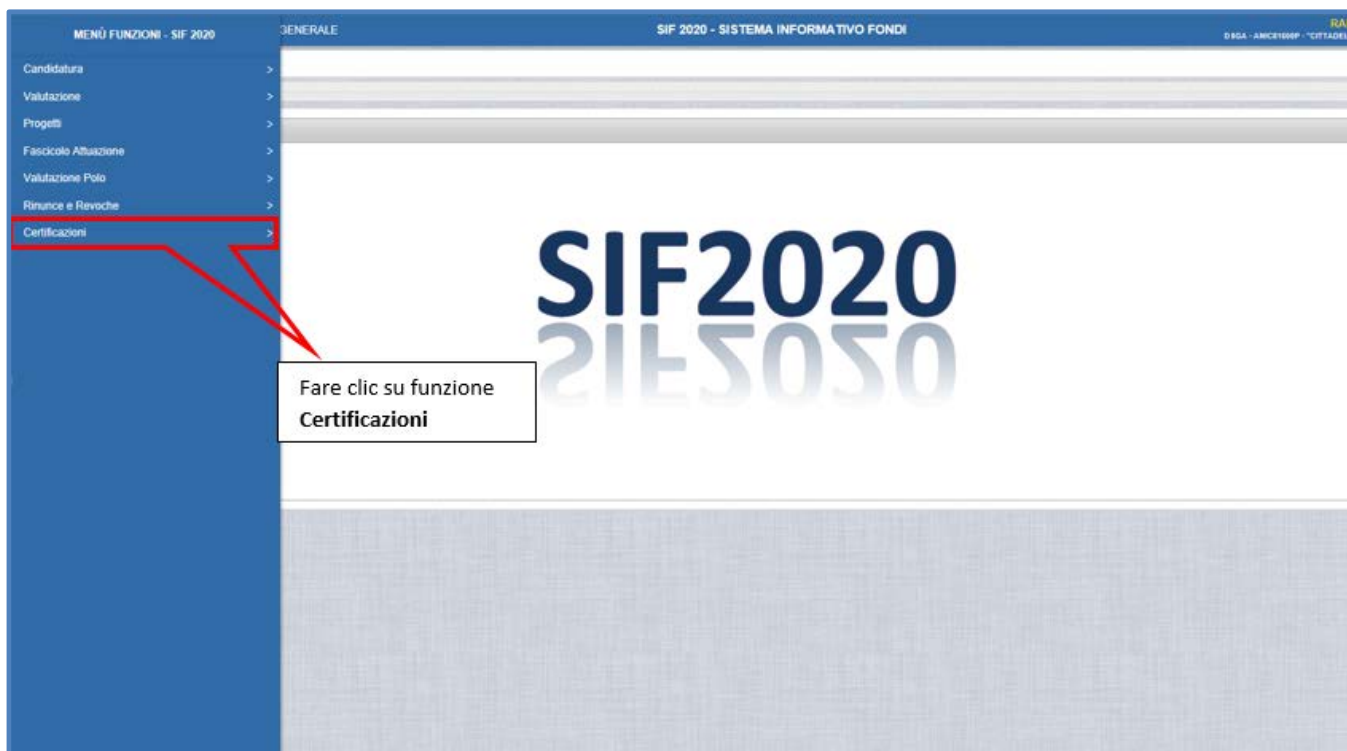 MENÙ FUNZIONI - SIF 2020
GENERALE
SIF 2020 - SISTEMA INFORMATIVO FONDI
Candidatura >
Valutazione >
Progetti >
Fascicolo Attuazione >
Valutazione Polo >
Rinunce e Revoche >
Certificazioni >
SIF2020
Fare clic su funzione
Certificazioni